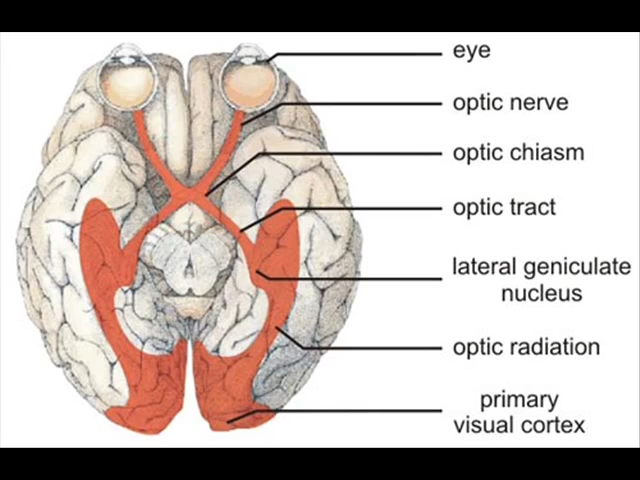 eye
optic nerve
optic chiasm
optic tract
lateral geniculate
nucleus
optic radiation
primary
visual cortex